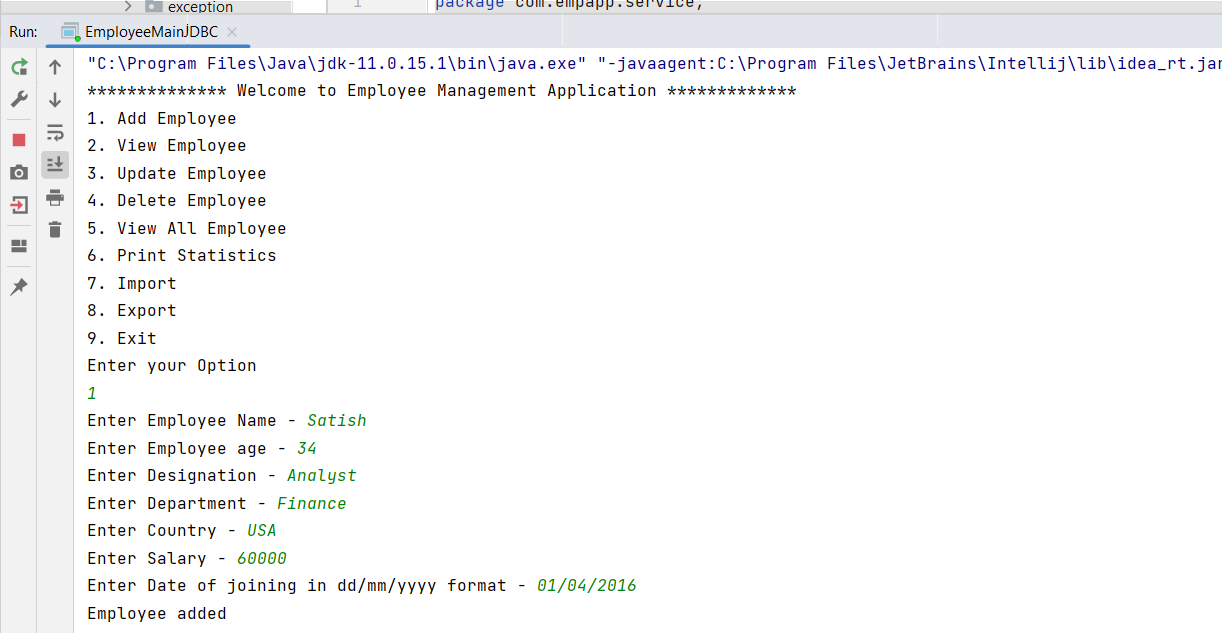 exception
1 package com.empapp.service;
Run: EmployeeMainJDBC
"C:\Program Files\Java\jdk-11.0.15.1\bin\java.exe" "-javaagent:C:\Program Files\JetBrains\Intellij\lib\idea_rt.jar
************** Welcome to Employee Management Application *************
1. Add Employee
2. View Employee
3. Update Employee
4. Delete Employee
5. View All Employee
6. Print Statistics
7. Import
8. Export
9. Exit
Enter your Option
1
Enter Employee Name - Satish
Enter Employee age - 34
Enter Designation - Analyst
Enter Department - Finance
Enter Country - USA
Enter Salary - 60000
Enter Date of joining in dd/mm/yyyy format - 01/04/2016
Employee added